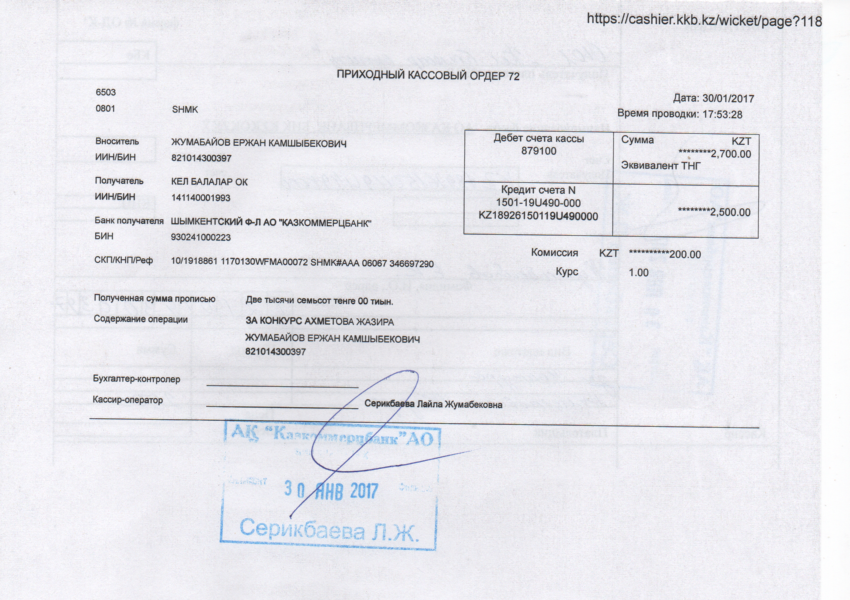 https://cashier.kkb.kz/wicket/page?118
ПРИХОДНЫЙ КАССОВЫЙ ОРДЕР 72
6503
Дата: 30/01/2017
0801 SHMK
Время проводки: 17:53:28
Вноситель ЖУМАБАЙОВ ЕРЖАН КАМШЫБЕКОВИЧ
ИИН/БИН 821014300397
Дебет счета кассы
879100
Сумма KZT
********2,700.00
Эквивалент ТНГ
Получатель КЕЛ БАЛАЛАР ОК
ИИН/БИН 141140001993
Кредит счета N
1501-19U490-000
KZ18926150119U490000
********2,500.00
Банк получателя ШЫМКЕНТСКИЙ Ф-Л АО "КАЗКОММЕРЦБАНК"
БИН 930241000223
Комиссия KZT **********200.00
СКП/КНП/Реф 10/1918861 1170130WFMA00072 SHMK#AAA 06067 346697290
Курс 1.00
Полученная сумма прописью Две тысячи семьсот тенге 00 тиын.
Содержание операции ЗА КОНКУРС АХМЕТОВА ЖАЗИРА
ЖУМАБАЙОВ ЕРЖАН КАМШЫБЕКОВИЧ
821014300397
Бухгалтер-контролер
Кассир-оператор Серикбаева Лайла Жумабековна
АҚ "Казкоммерцбанк" АО
30 ЯНВ 2017
Серикбаева Л.Ж.